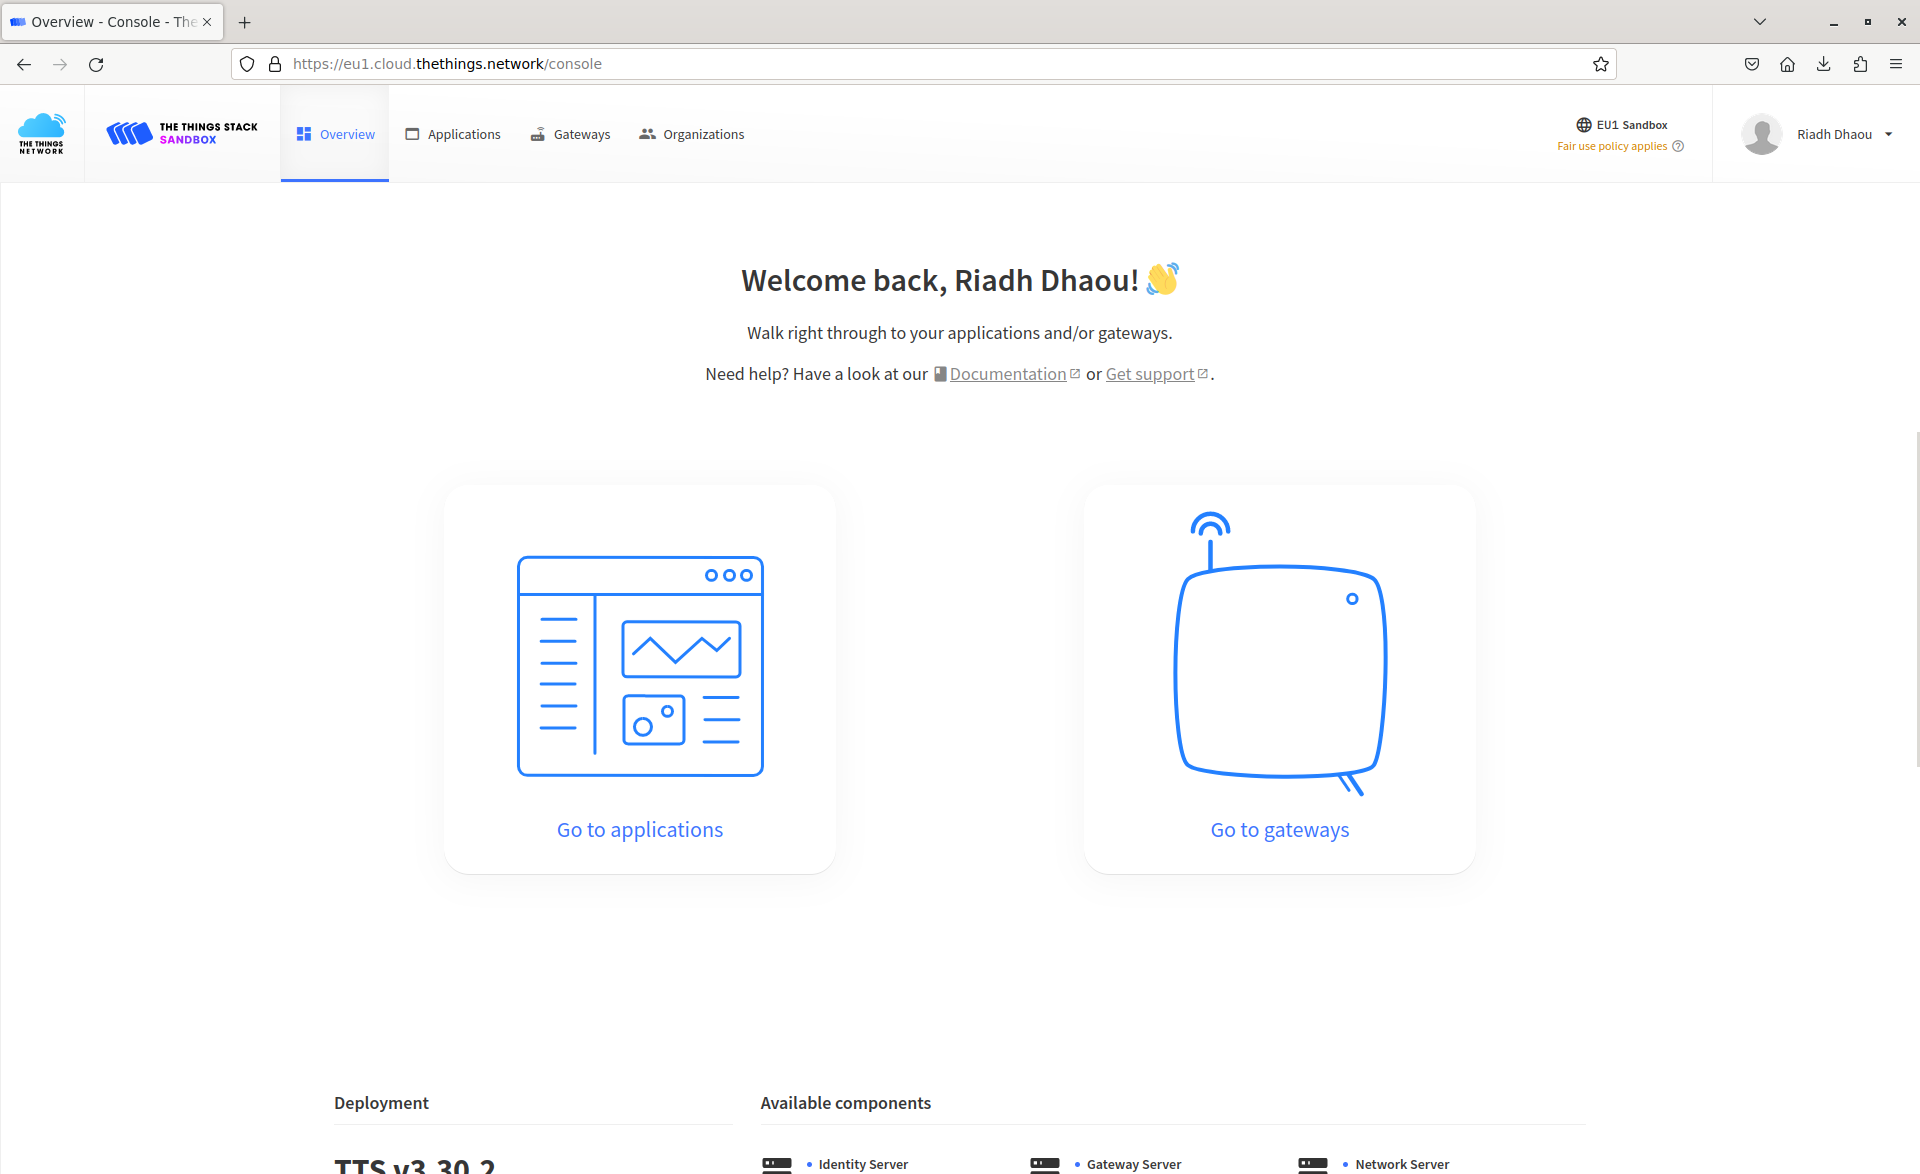 Overview - Console - The
https://eu1.cloud.thethings.network/console
THE THINGS
NETWORK
THE THINGS STACK
SANDBOX
Overview
Applications
Gateways
Organizations
EU1 Sandbox
Fair use policy applies
Riadh Dhaou
Welcome back, Riadh Dhaou! 👋
Walk right through to your applications and/or gateways.
Need help? Have a look at our Documentation or Get support.
Go to applications
Go to gateways
Deployment
Available components
TTS v3.30.2
Identity Server
Gateway Server
Network Server